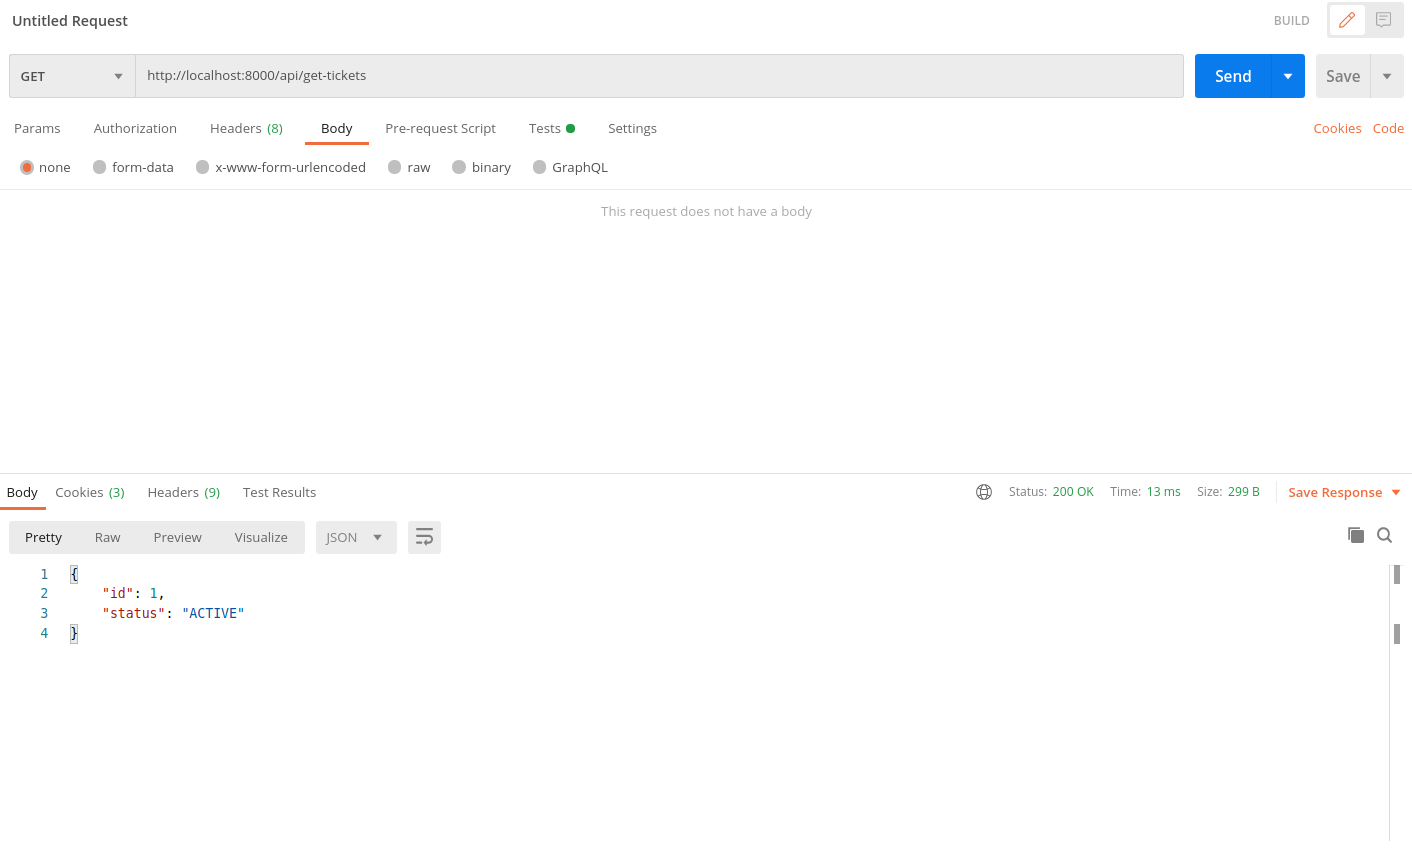 Untitled Request BUILD
GET http://localhost:8000/api/get-tickets Send Save
Params Authorization Headers (8) Body Pre-request Script Tests Settings Cookies Code
none form-data x-www-form-urlencoded raw binary GraphQL
This request does not have a body
Body Cookies (3) Headers (9) Test Results Status: 200 OK Time: 13 ms Size: 299 B Save Response
Pretty Raw Preview Visualize JSON
1 {
2 "id": 1,
3 "status": "ACTIVE"
4 }